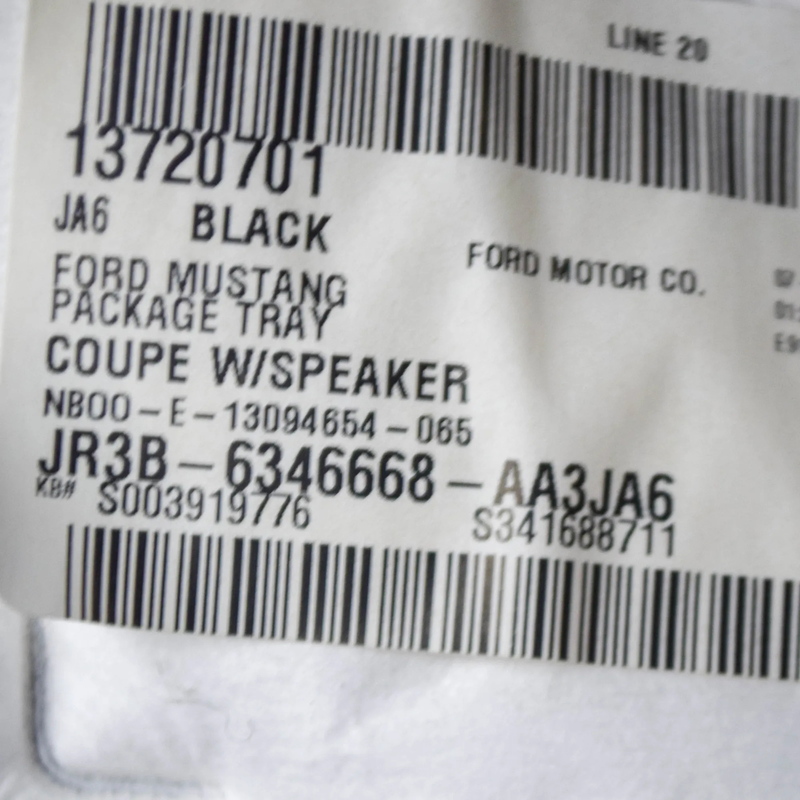 LINE 20
13720701
JA6 BLACK
FORD MOTOR CO.
FORD MUSTANG
PACKAGE TRAY
COUPE W/SPEAKER
NB00-E-13094654-065
JR3B-6346668-AA3JA6
KB# S003919776 S341688711